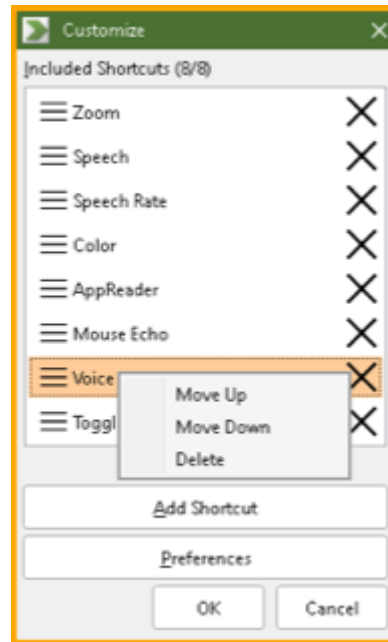 Customize
Included Shortcuts (8/8)
Zoom
Speech
Speech Rate
Color
AppReader
Mouse Echo
Voice
Move Up
Toggl
Move Down
Delete
Add Shortcut
Preferences
OK Cancel